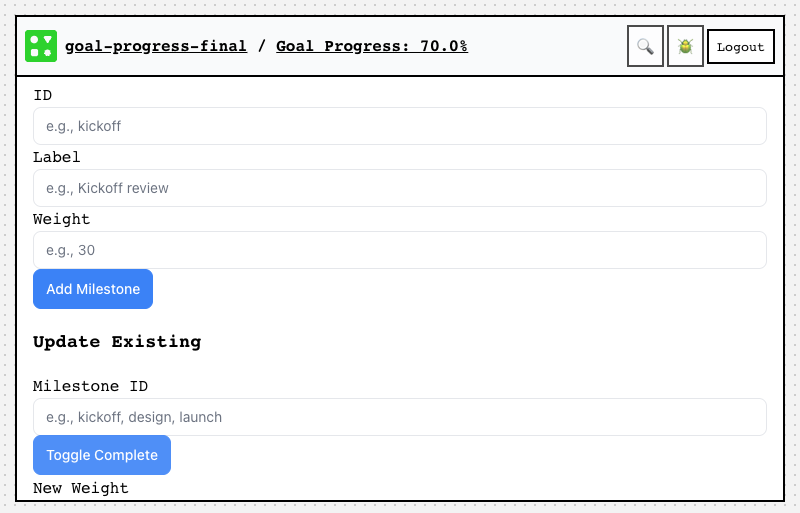 goal-progress-final / Goal Progress: 70.0%
Logout
ID
e.g., kickoff
Label
e.g., Kickoff review
Weight
e.g., 30
Add Milestone
Update Existing
Milestone ID
e.g., kickoff, design, launch
Toggle Complete
New Weight